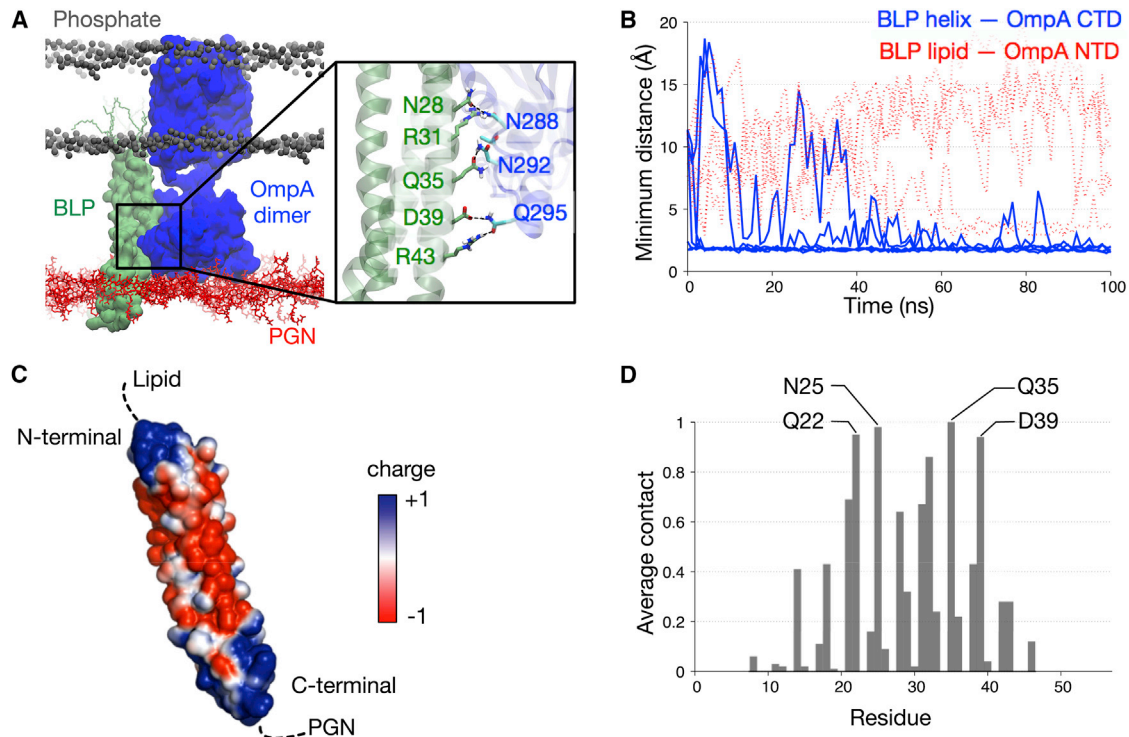 A
Phosphate
BLP
OmpA
dimer
PGN
N28
R31
Q35
D39
R43
N288
N292
Q295
B
BLP helix — OmpA CTD
BLP lipid — OmpA NTD
Minimum distance (Å)
20
15
10
5
0
0 20 40 60 80 100
Time (ns)
C
Lipid
N-terminal
charge
+1
-1
C-terminal
PGN
D
N25
Q22
Q35
D39
Average contact
1
0.8
0.6
0.4
0.2
0
0 10 20 30 40 50
Residue